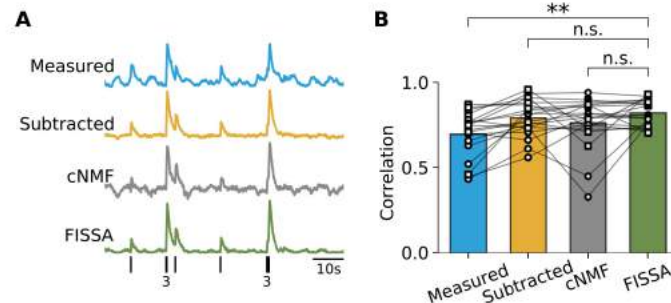 A
Measured
Subtracted
cNMF
FISSA
3
3
10s
B
**
n.s.
n.s.
1.0
0.5
0.0
Correlation
Measured
Subtracted
cNMF
FISSA